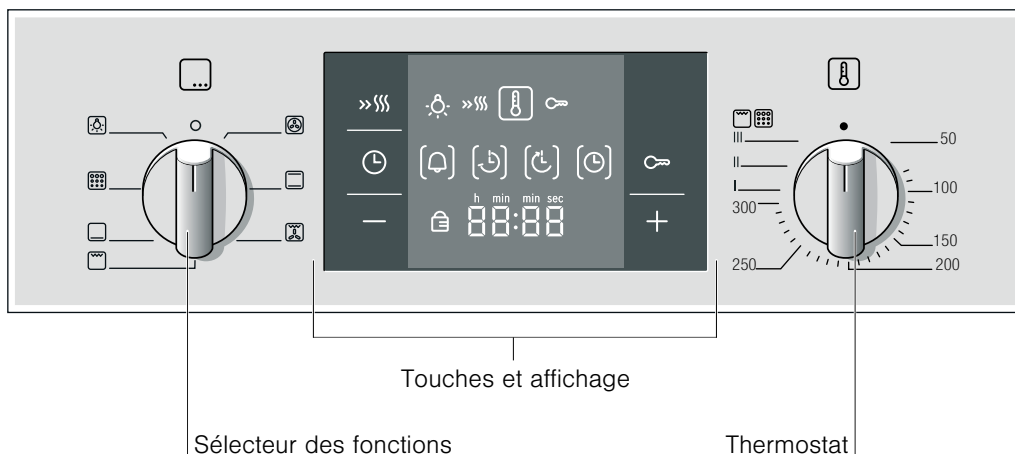 h min min sec
88:88
III
II
I
300
250
50
100
150
200
Touches et affichage
Sélecteur des fonctions
Thermostat